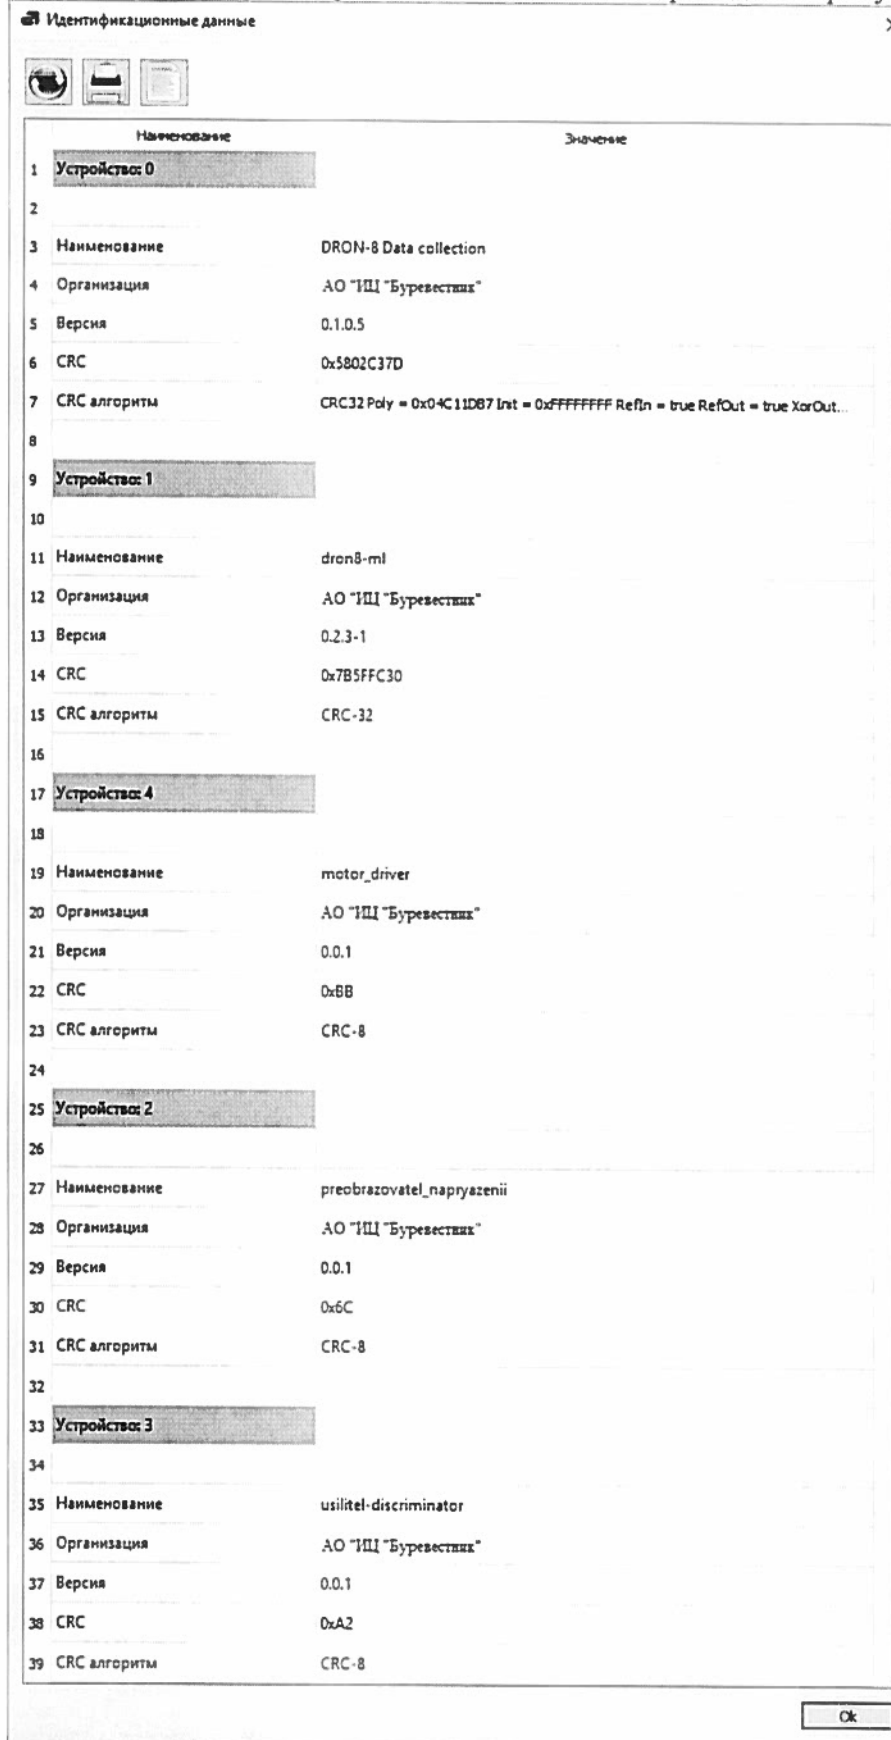 Идентификационные данные
Наименование Значение
1 Устройство: 0
2
3 Наименование DRON-8 Data collection
4 Организация АО "ИЦ "Буревестник"
5 Версия 0.1.0.5
6 CRC 0x5802C37D
7 CRC алгоритм CRC32 Poly = 0x04C11DB7 Init = 0xFFFFFFFF RefIn = true RefOut = true XorOut...
8
9 Устройство: 1
10
11 Наименование dron8-ml
12 Организация АО "ИЦ "Буревестник"
13 Версия 0.2.3-1
14 CRC 0x7B5FFC30
15 CRC алгоритм CRC-32
16
17 Устройство: 4
18
19 Наименование motor_driver
20 Организация АО "ИЦ "Буревестник"
21 Версия 0.0.1
22 CRC 0xBB
23 CRC алгоритм CRC-8
24
25 Устройство: 2
26
27 Наименование preobrazovatel_napryazenii
28 Организация АО "ИЦ "Буревестник"
29 Версия 0.0.1
30 CRC 0x6C
31 CRC алгоритм CRC-8
32
33 Устройство: 3
34
35 Наименование usilitel-discriminator
36 Организация АО "ИЦ "Буревестник"
37 Версия 0.0.1
38 CRC 0xA2
39 CRC алгоритм CRC-8
Ok